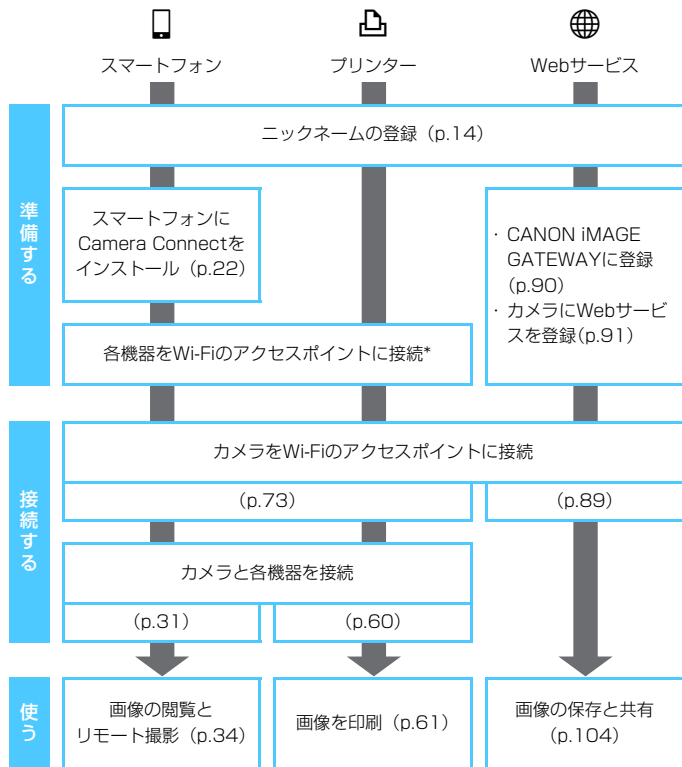 スマートフォン
プリンター
Webサービス
準備する
ニックネームの登録（p.14）
スマートフォンに
Camera Connectを
インストール（p.22）
・ CANON iMAGE
GATEWAYに登録
(p.90)
・ カメラにWebサービ
スを登録(p.91)
各機器をWi-Fiのアクセスポイントに接続*
接続する
カメラをWi-Fiのアクセスポイントに接続
（p.73）
（p.89）
カメラと各機器を接続
（p.31）
（p.60）
使う
画像の閲覧と
リモート撮影（p.34）
画像を印刷（p.61）
画像の保存と共有
（p.104）